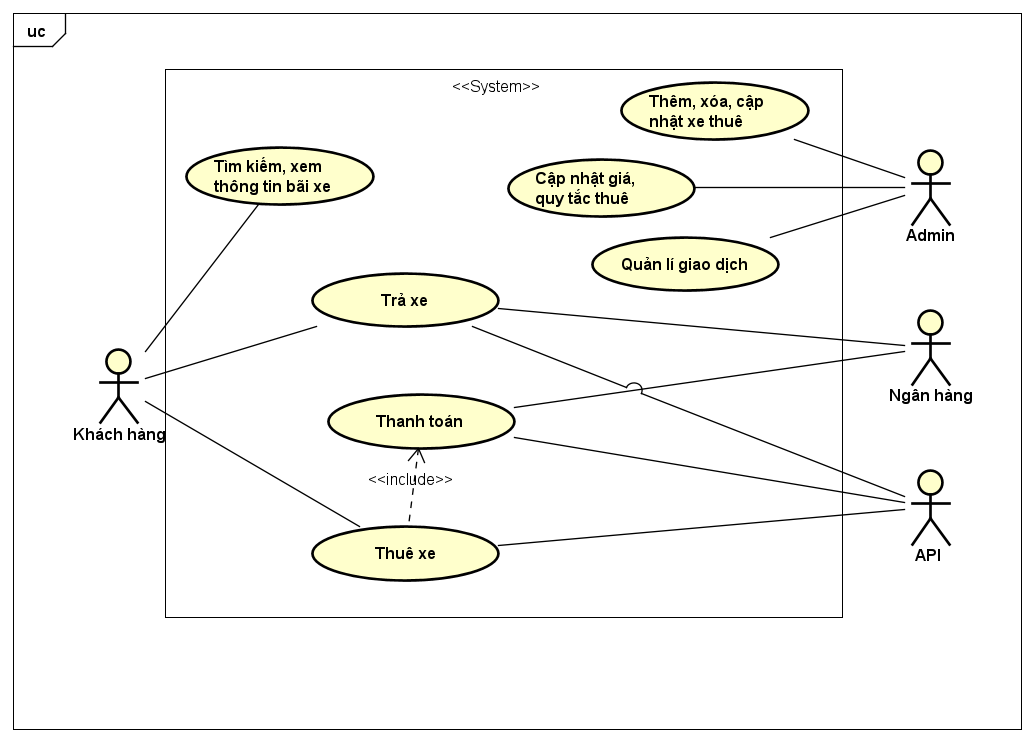 uc
<<System>>
Thêm, xóa, cập
nhật xe thuê
Tìm kiếm, xem
thông tin bãi xe
Cập nhật giá,
quy tắc thuê
Admin
Quản lí giao dịch
Trả xe
Ngân hàng
Khách hàng
Thanh toán
<<include>>
Thuê xe
API